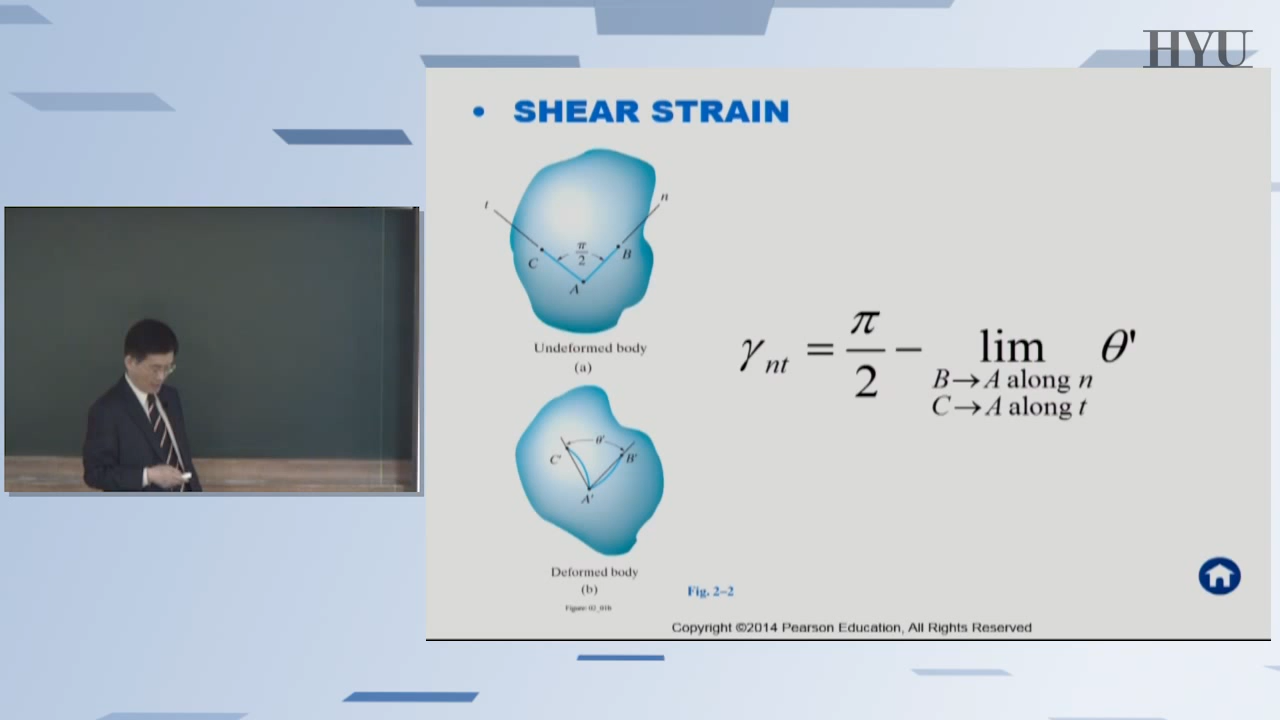 HYU
• SHEAR STRAIN
t
n
π
2
C
B
A
Undeformed body
(a)
γ nt = π/2 − lim θ'
B→A along n
C→A along t
θ'
C'
B'
A'
Deformed body
(b)
Fig. 2–2
Copyright ©2014 Pearson Education, All Rights Reserved